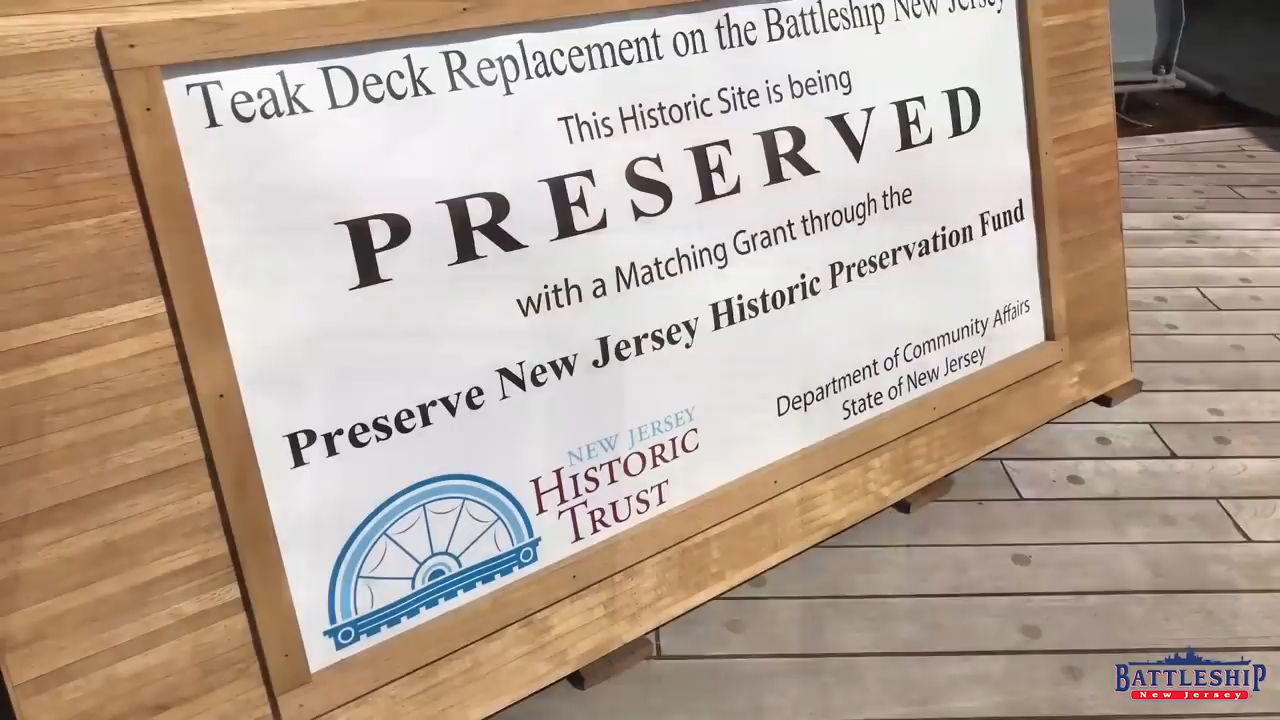 Teak Deck Replacement on the Battleship New Jersey
This Historic Site is being
PRESERVED
with a Matching Grant through the
Preserve New Jersey Historic Preservation Fund
Department of Community Affairs
State of New Jersey
NEW JERSEY
HISTORIC
TRUST
BATTLESHIP
New Jersey